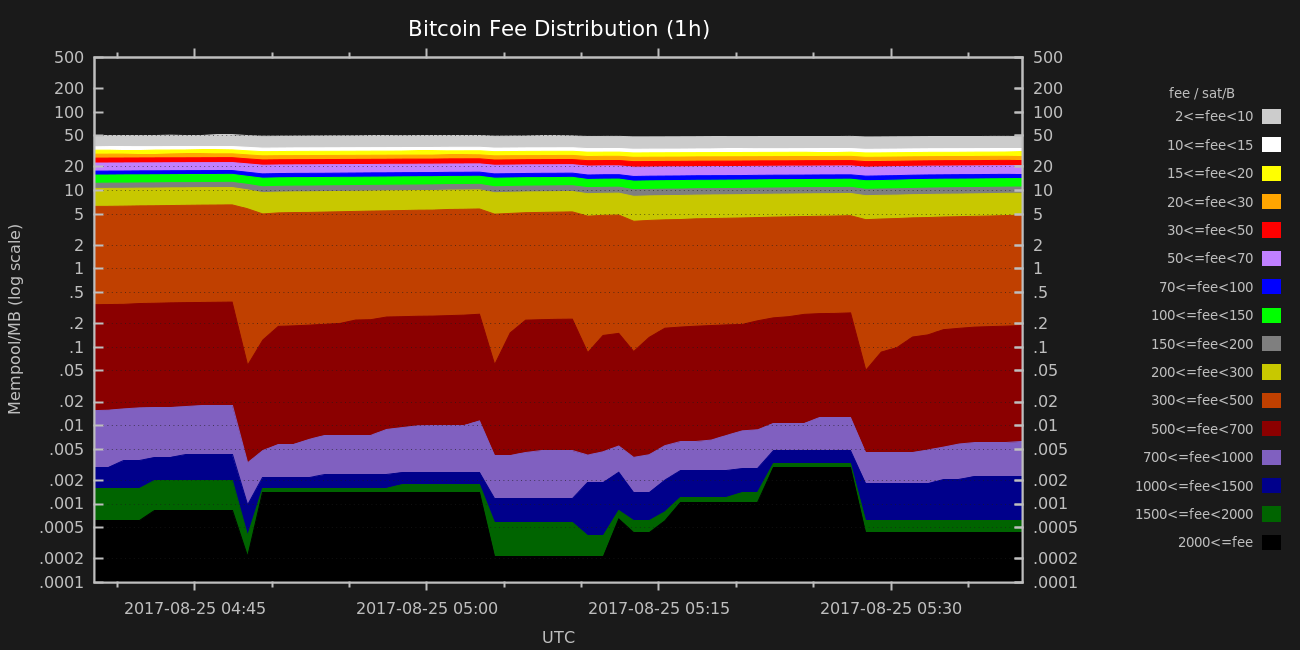 Bitcoin Fee Distribution (1h)
500
200
100
50
20
10
5
2
1
.5
.2
.1
.05
.02
.01
.005
.002
.001
.0005
.0002
.0001
Mempool/MB (log scale)
500
200
100
50
20
10
5
2
1
.5
.2
.1
.05
.02
.01
.005
.002
.001
.0005
.0002
.0001
2017-08-25 04:45 2017-08-25 05:00 2017-08-25 05:15 2017-08-25 05:30
UTC
fee / sat/B
2<=fee<10
10<=fee<15
15<=fee<20
20<=fee<30
30<=fee<50
50<=fee<70
70<=fee<100
100<=fee<150
150<=fee<200
200<=fee<300
300<=fee<500
500<=fee<700
700<=fee<1000
1000<=fee<1500
1500<=fee<2000
2000<=fee